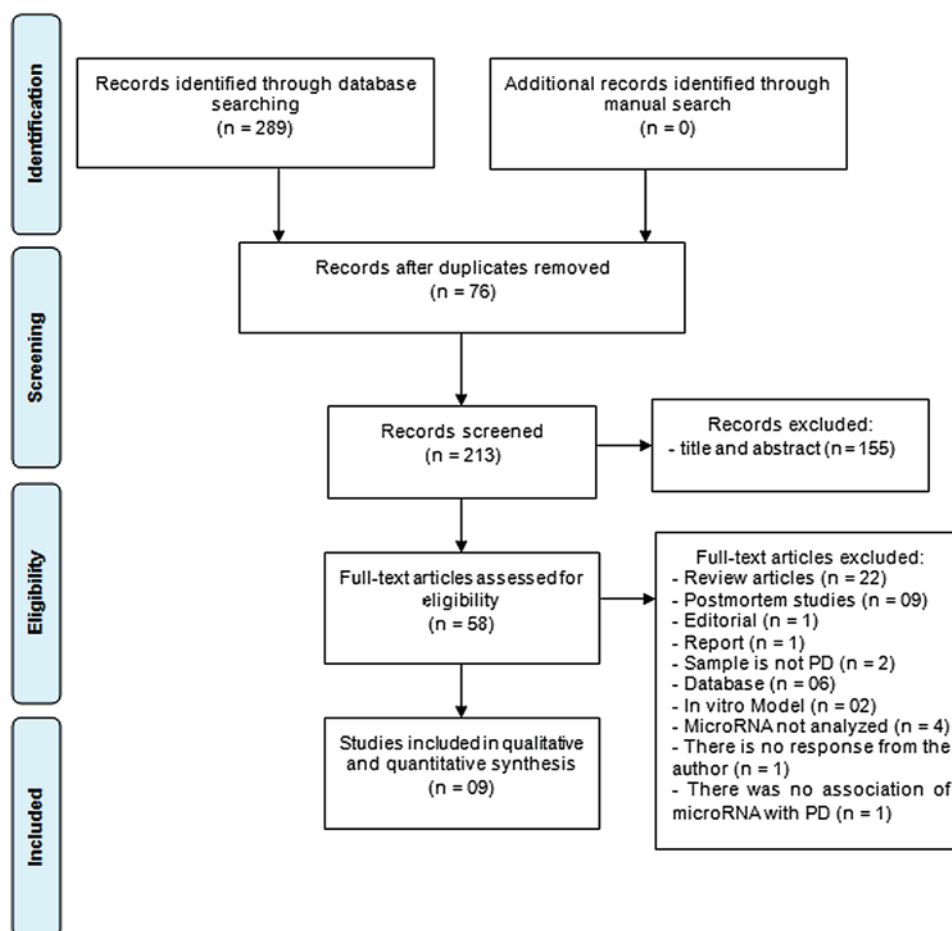 Identification
Records identified through database
searching
(n = 289)
Additional records identified through
manual search
(n = 0)
Screening
Records after duplicates removed
(n = 76)
Records screened
(n = 213)
Records excluded:
- title and abstract (n = 155)
Eligibility
Full-text articles assessed for
eligibility
(n = 58)
Full-text articles excluded:
- Review articles (n = 22)
- Postmortem studies (n = 09)
- Editorial (n = 1)
- Report (n = 1)
- Sample is not PD (n = 2)
- Database (n = 06)
- In vitro Model (n = 02)
- MicroRNA not analyzed (n = 4)
- There is no response from the
author (n = 1)
- There was no association of
microRNA with PD (n = 1)
Included
Studies included in qualitative
and quantitative synthesis
(n = 09)